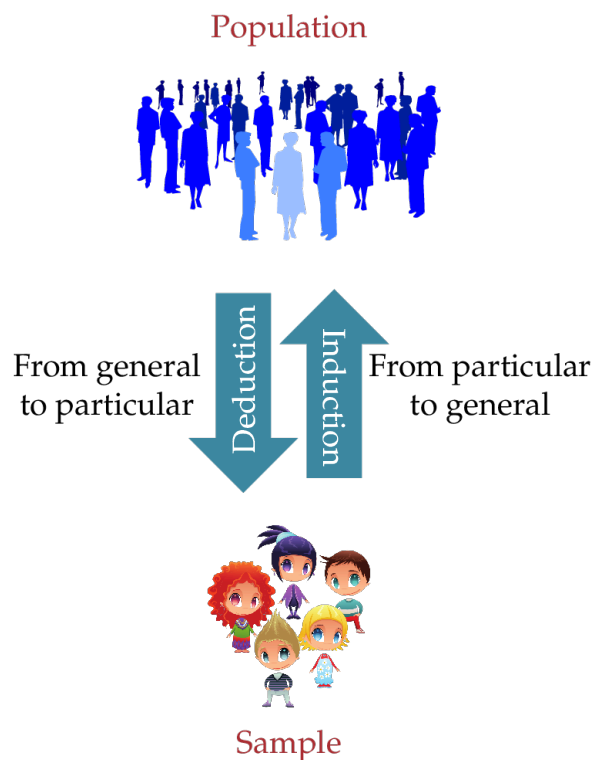 Population
From general
to particular
Deduction
Induction
From particular
to general
Sample